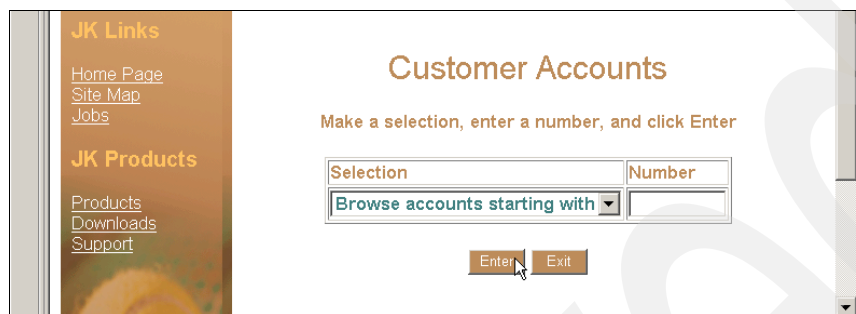 JK Links
Home Page
Site Map
Jobs
JK Products
Products
Downloads
Support
Customer Accounts
Make a selection, enter a number, and click Enter
Selection Number
Browse accounts starting with
Enter Exit